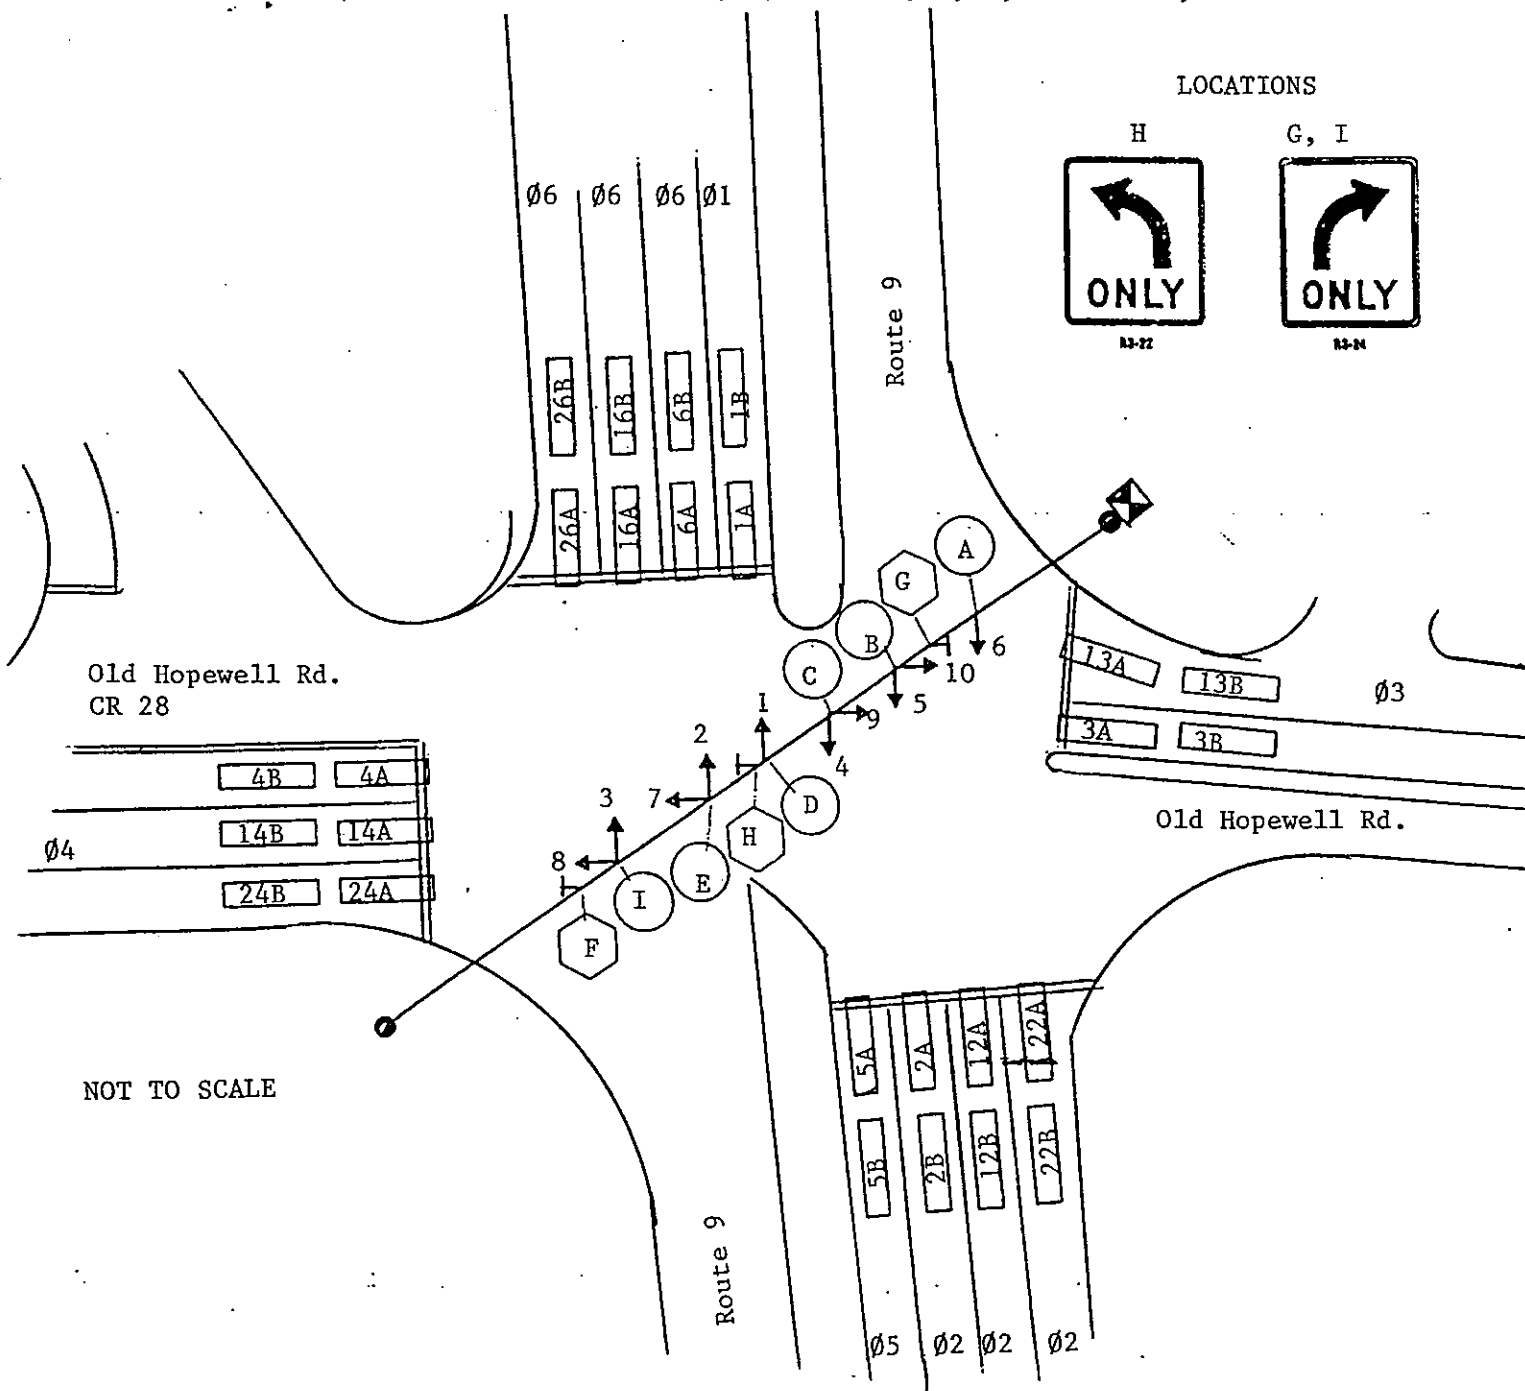 LOCATIONS
H
G, I
ONLY
ONLY
R3-22
R3-24
Ø6 Ø6 Ø6 Ø1
Route 9
26B 16B 6B 1B
26A 16A 6A 1A
A
G
B
C
6
10
5
9
4
1
2
3
7
8
D
H
E
I
F
13A 13B
Ø3
3A 3B
Old Hopewell Rd.
Old Hopewell Rd.
CR 28
4B 4A
14B 14A
Ø4
24B 24A
NOT TO SCALE
5A 2A 12A 22A
5B 2B 12B 22B
Route 9
Ø5 Ø2 Ø2 Ø2